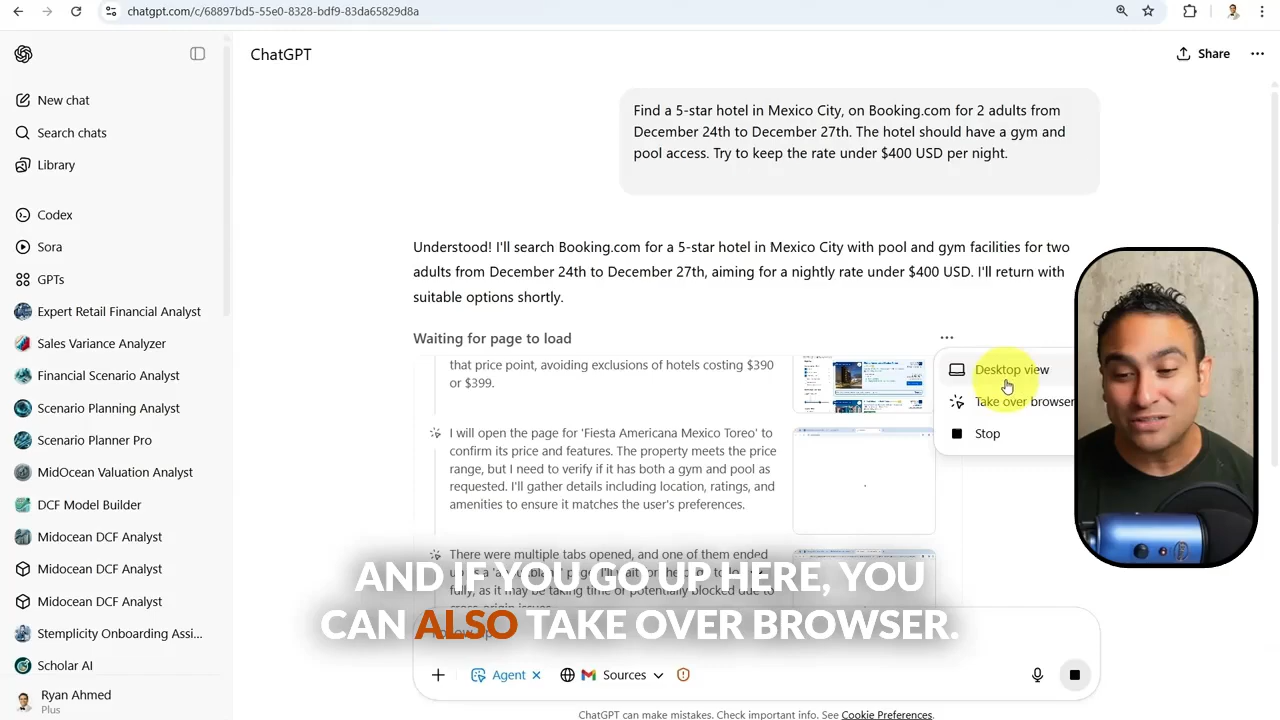 chatgpt.com/c/68897bd5-55e0-8328-bdf9-83da65829d8a
ChatGPT
Share
New chat
Search chats
Library
Codex
Sora
GPTs
Expert Retail Financial Analyst
Sales Variance Analyzer
Financial Scenario Analyst
Scenario Planning Analyst
Scenario Planner Pro
MidOcean Valuation Analyst
DCF Model Builder
Midocean DCF Analyst
Midocean DCF Analyst
Midocean DCF Analyst
Stemplicity Onboarding Assi...
Scholar AI
Ryan Ahmed
Plus
Find a 5-star hotel in Mexico City, on Booking.com for 2 adults from
December 24th to December 27th. The hotel should have a gym and
pool access. Try to keep the rate under $400 USD per night.
Understood! I'll search Booking.com for a 5-star hotel in Mexico City with pool and gym facilities for two
adults from December 24th to December 27th, aiming for a nightly rate under $400 USD. I'll return with
suitable options shortly.
Waiting for page to load
that price point, avoiding exclusions of hotels costing $390
or $399.
Desktop view
Take over browser
Stop
I will open the page for 'Fiesta Americana Mexico Toreo' to
confirm its price and features. The property meets the price
range, but I need to verify if it has both a gym and pool as
requested. I'll gather details including location, ratings, and
amenities to ensure it matches the user's preferences.
There were multiple tabs opened, and one of them ended
AND IF YOU GO UP HERE, YOU
CAN ALSO TAKE OVER BROWSER.
Agent
Sources
ChatGPT can make mistakes. Check important info. See Cookie Preferences.